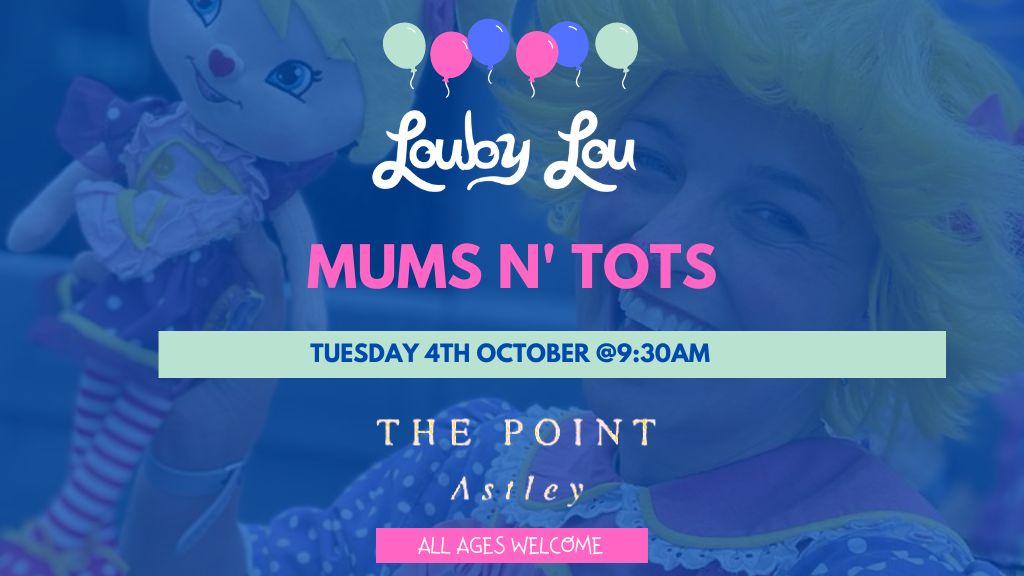 Louby Lou
MUMS N' TOTS
TUESDAY 4TH OCTOBER @9:30AM
THE POINT
Astley
ALL AGES WELCOME